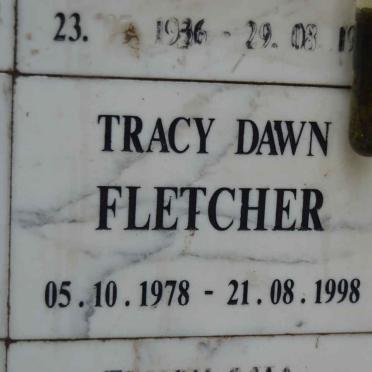 23. 1936 - 29.08
TRACY DAWN
FLETCHER
05.10.1978 - 21.08.1998